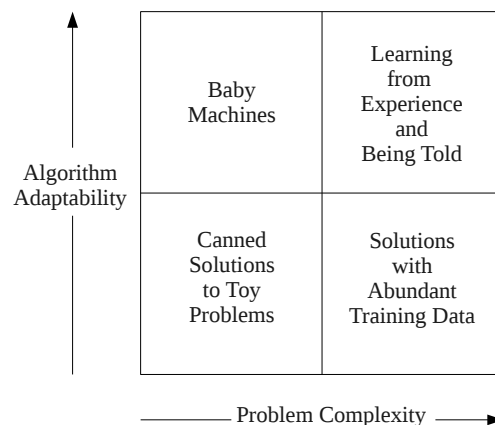 Baby
Machines
Learning
from
Experience
and
Being Told
Algorithm
Adaptability
Canned
Solutions
to Toy
Problems
Solutions
with
Abundant
Training Data
Problem Complexity